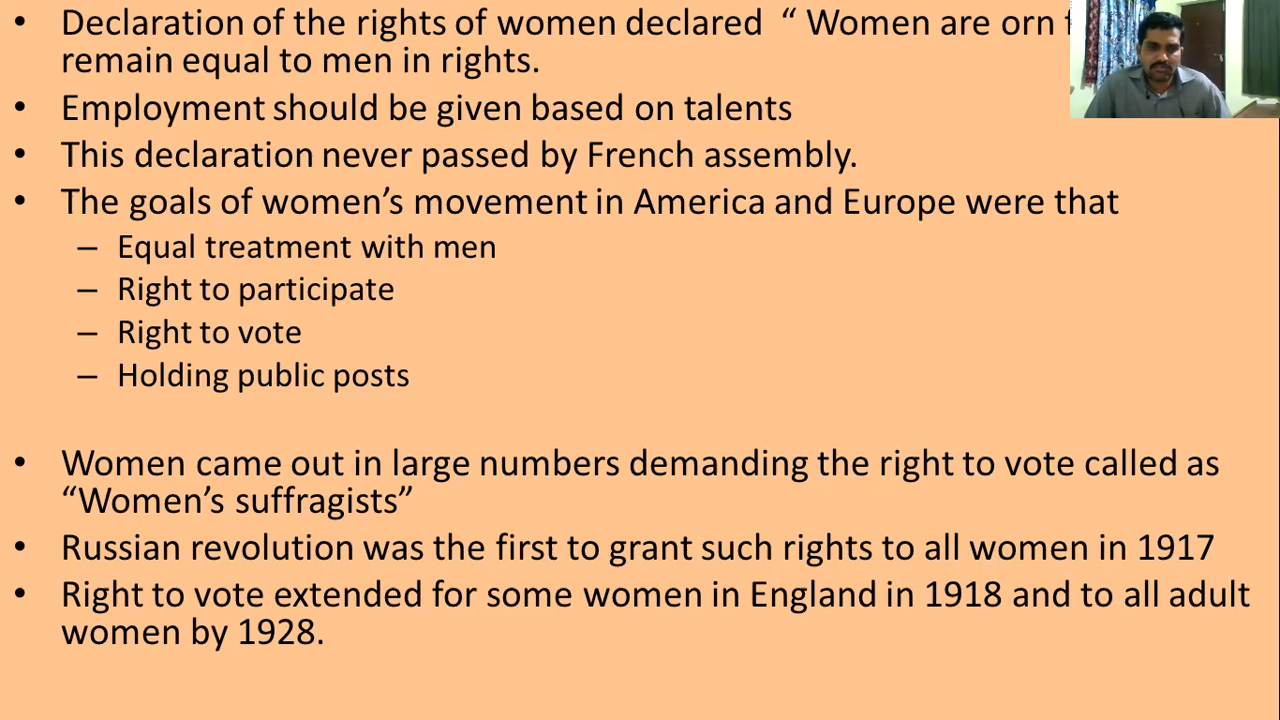 • Declaration of the rights of women declared “ Women are orn
remain equal to men in rights.
• Employment should be given based on talents
• This declaration never passed by French assembly.
• The goals of women’s movement in America and Europe were that
– Equal treatment with men
– Right to participate
– Right to vote
– Holding public posts
• Women came out in large numbers demanding the right to vote called as
“Women’s suffragists”
• Russian revolution was the first to grant such rights to all women in 1917
• Right to vote extended for some women in England in 1918 and to all adult
women by 1928.